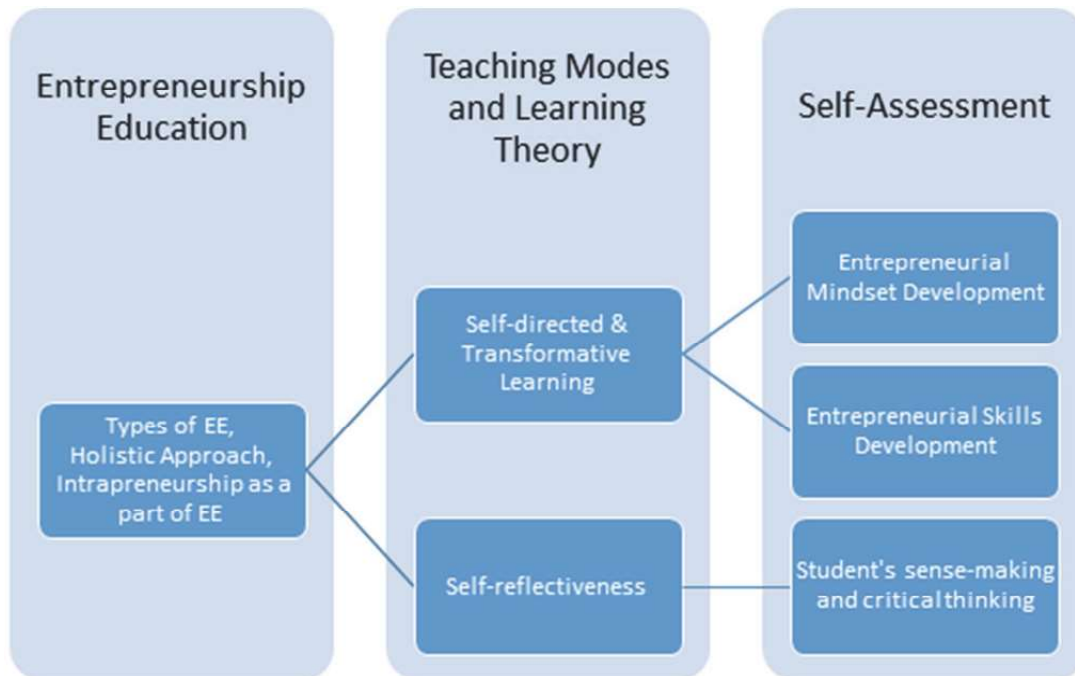 Entrepreneurship
Education
Types of EE,
Holistic Approach,
Intrapreneurship as a
part of EE
Teaching Modes
and Learning
Theory
Self-directed &
Transformative
Learning
Self-reflectiveness
Self-Assessment
Entrepreneurial
Mindset Development
Entrepreneurial Skills
Development
Student's sense-making
and critical thinking